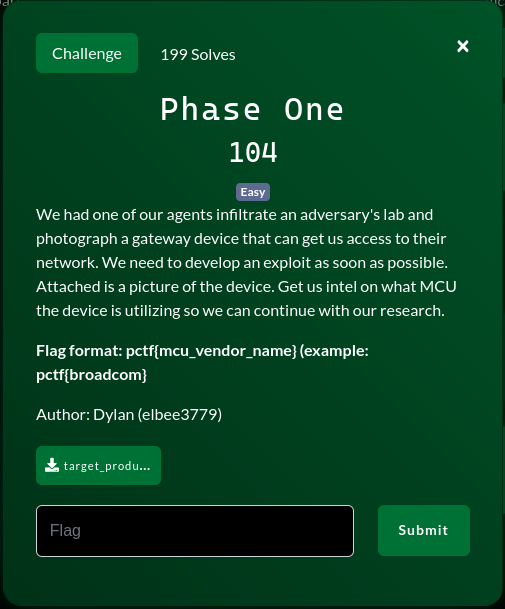 Challenge
199 Solves
×
Phase One
104
Easy
We had one of our agents infiltrate an adversary's lab and
photograph a gateway device that can get us access to their
network. We need to develop an exploit as soon as possible.
Attached is a picture of the device. Get us intel on what MCU
the device is utilizing so we can continue with our research.
Flag format: pctf{mcu_vendor_name} (example:
pctf{broadcom}
Author: Dylan (elbee3779)
target_produ...
Flag
Submit